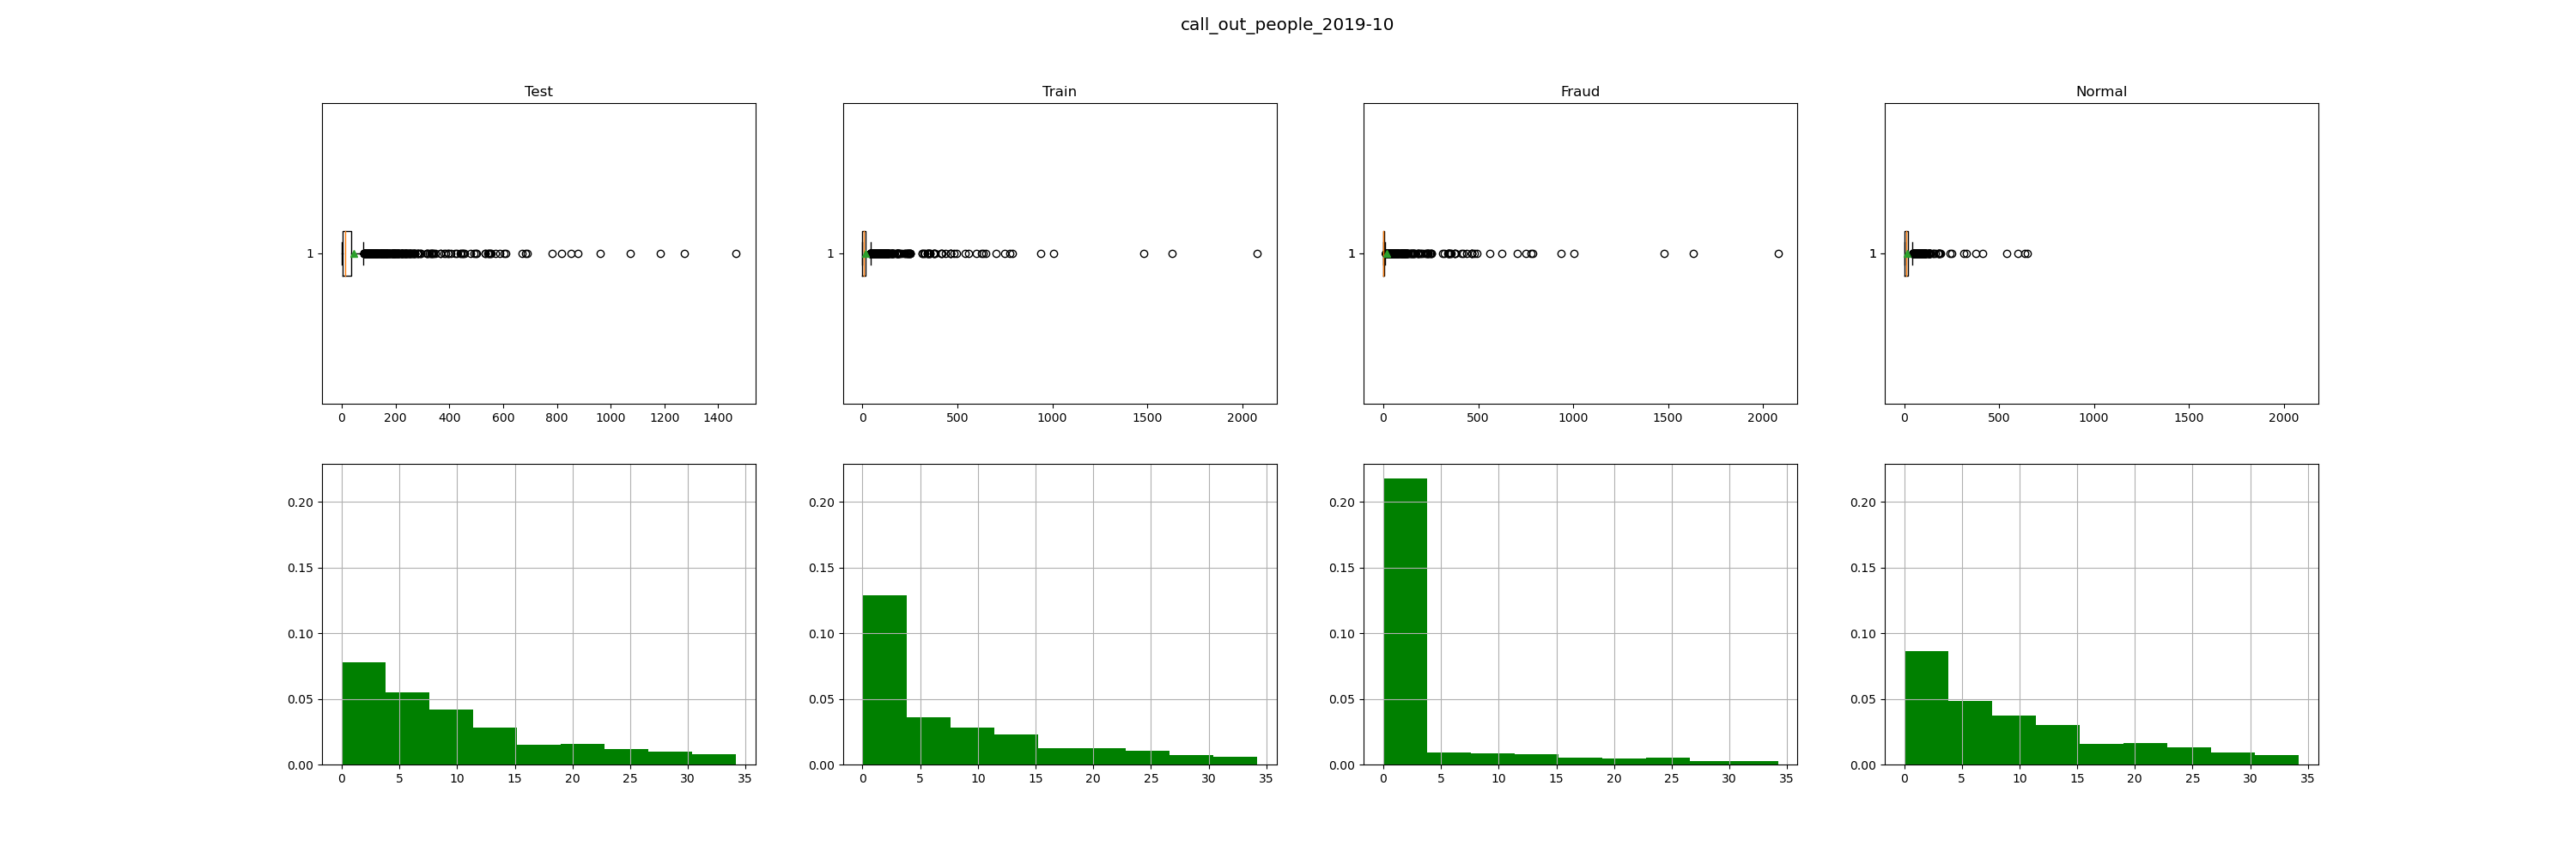 call_out_people_2019-10
Test Train Fraud Normal
1 1 1 1
0 200 400 600 800 1000 1200 1400 0 500 1000 1500 2000 0 500 1000 1500 2000 0 500 1000 1500 2000
0.20 0.20 0.20 0.20
0.15 0.15 0.15 0.15
0.10 0.10 0.10 0.10
0.05 0.05 0.05 0.05
0.00 0.00 0.00 0.00
0 5 10 15 20 25 30 35 0 5 10 15 20 25 30 35 0 5 10 15 20 25 30 35 0 5 10 15 20 25 30 35